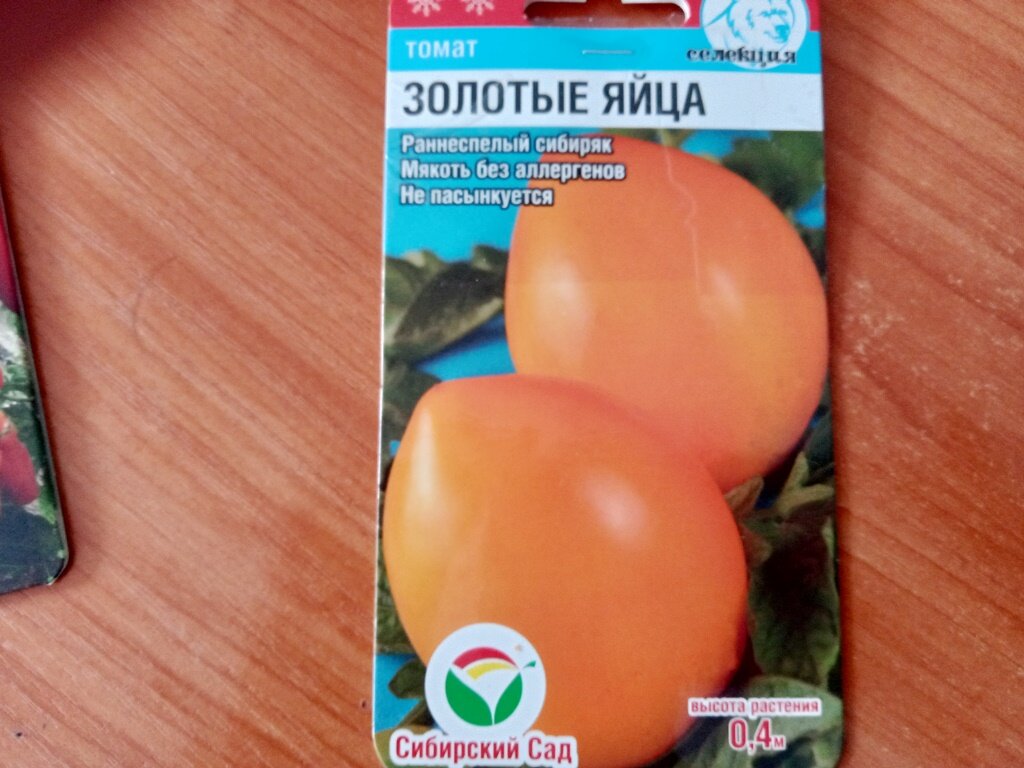 селекция
томат
ЗОЛОТЫЕ ЯЙЦА
Раннеспелый сибиряк
Мякоть без аллергенов
Не пасынкуется
высота растения
0,4м
Сибирский Сад